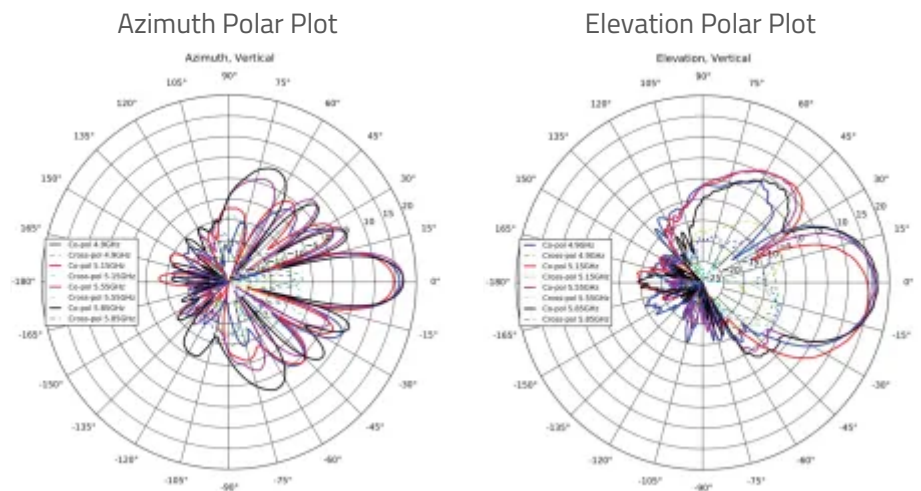 Azimuth Polar Plot
Elevation Polar Plot
Azimuth, Vertical
90°
105°
75°
120°
60°
135°
45°
150°
30°
165°
15°
20
15
10
-180°
0°
-165°
-15°
-150°
-30°
-135°
-45°
-120°
-60°
-105°
-75°
-90°
Co-pol 4.9GHz
Cross-pol 4.9GHz
Co-pol 5.15GHz
Cross-pol 5.15GHz
Co-pol 5.55GHz
Cross-pol 5.55GHz
Co-pol 5.85GHz
Cross-pol 5.85GHz
Elevation, Vertical
90°
105°
75°
120°
60°
135°
45°
150°
30°
165°
15°
20
15
10
-180°
0°
-165°
-15°
-150°
-30°
-135°
-45°
-120°
-60°
-105°
-75°
-90°
Co-pol 4.9GHz
Cross-pol 4.9GHz
Co-pol 5.15GHz
Cross-pol 5.15GHz
Co-pol 5.55GHz
Cross-pol 5.55GHz
Co-pol 5.85GHz
Cross-pol 5.85GHz